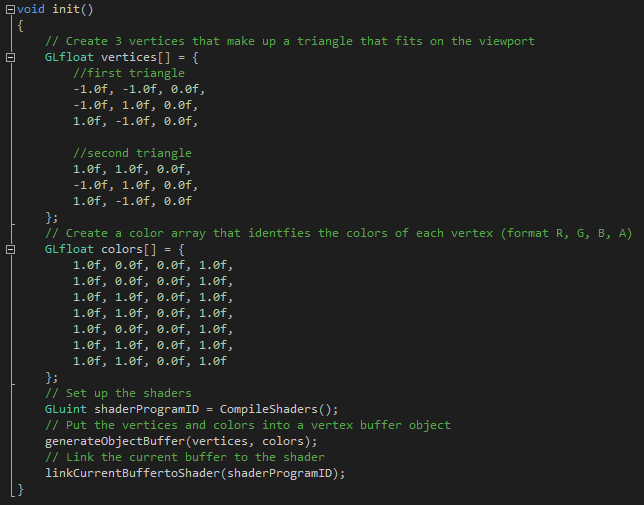 void init()
{
// Create 3 vertices that make up a triangle that fits on the viewport
GLfloat vertices[] = {
//first triangle
-1.0f, -1.0f, 0.0f,
-1.0f, 1.0f, 0.0f,
1.0f, -1.0f, 0.0f,
//second triangle
1.0f, 1.0f, 0.0f,
-1.0f, 1.0f, 0.0f,
1.0f, -1.0f, 0.0f
};
// Create a color array that identfies the colors of each vertex (format R, G, B, A)
GLfloat colors[] = {
1.0f, 0.0f, 0.0f, 1.0f,
1.0f, 0.0f, 0.0f, 1.0f,
1.0f, 1.0f, 0.0f, 1.0f,
1.0f, 1.0f, 0.0f, 1.0f,
1.0f, 0.0f, 0.0f, 1.0f,
1.0f, 1.0f, 0.0f, 1.0f,
1.0f, 1.0f, 0.0f, 1.0f
};
// Set up the shaders
GLuint shaderProgramID = CompileShaders();
// Put the vertices and colors into a vertex buffer object
generateObjectBuffer(vertices, colors);
// Link the current buffer to the shader
linkCurrentBuffertoShader(shaderProgramID);
}